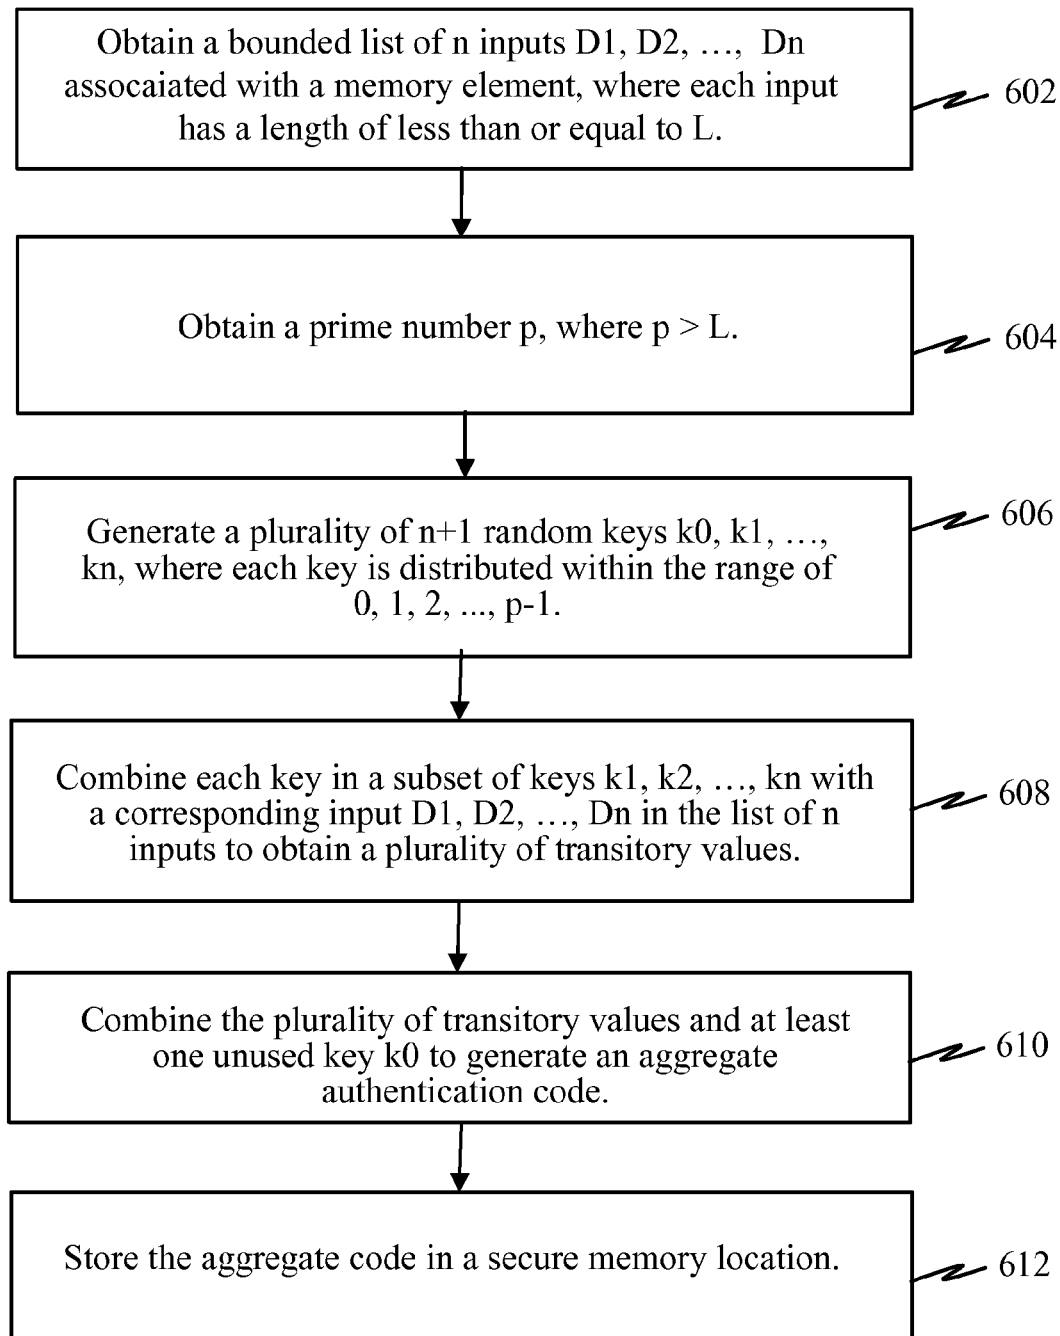 Obtain a bounded list of n inputs D1, D2, …, Dn
assocaiated with a memory element, where each input
has a length of less than or equal to L.
602
Obtain a prime number p, where p > L.
604
Generate a plurality of n+1 random keys k0, k1, …,
kn, where each key is distributed within the range of
0, 1, 2, ..., p-1.
606
Combine each key in a subset of keys k1, k2, …, kn with
a corresponding input D1, D2, …, Dn in the list of n
inputs to obtain a plurality of transitory values.
608
Combine the plurality of transitory values and at least
one unused key k0 to generate an aggregate
authentication code.
610
Store the aggregate code in a secure memory location.
612